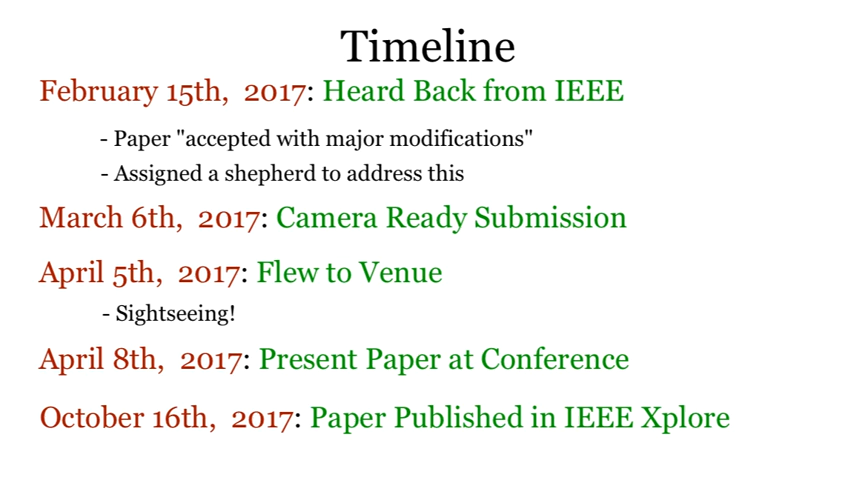 Timeline
February 15th, 2017: Heard Back from IEEE
- Paper "accepted with major modifications"
- Assigned a shepherd to address this
March 6th, 2017: Camera Ready Submission
April 5th, 2017: Flew to Venue
- Sightseeing!
April 8th, 2017: Present Paper at Conference
October 16th, 2017: Paper Published in IEEE Xplore